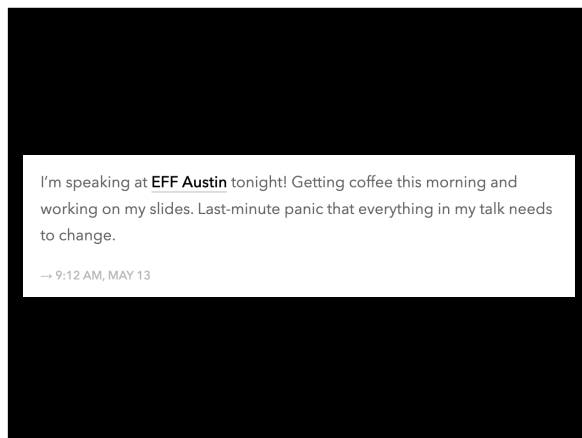 I’m speaking at EFF Austin tonight! Getting coffee this morning and
working on my slides. Last-minute panic that everything in my talk needs
to change.
→ 9:12 AM, MAY 13